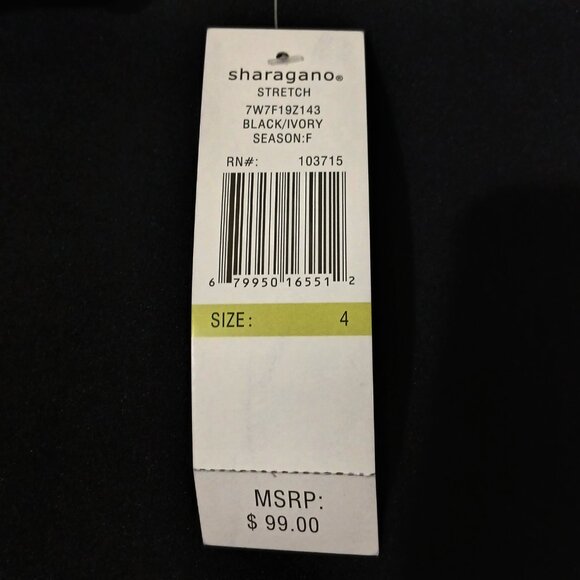 sharagano®
STRETCH
7W7F19Z143
BLACK/IVORY
SEASON:F
RN#: 103715
6 79950 16551 2
SIZE: 4
MSRP:
$ 99.00